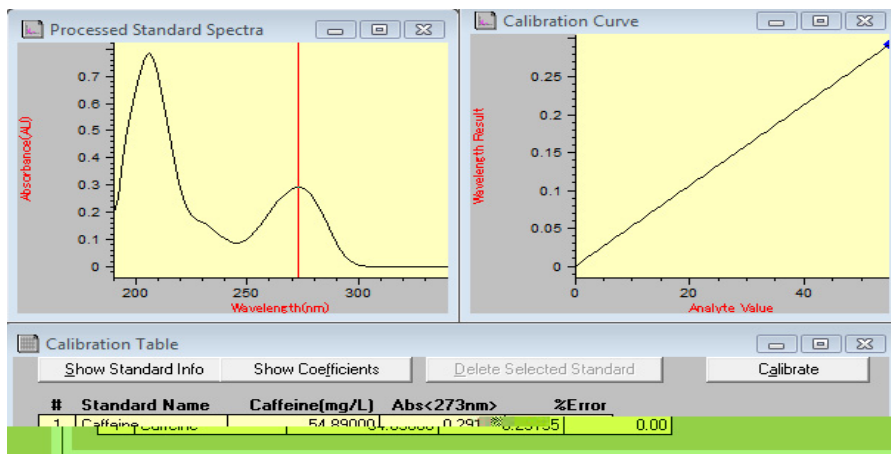 Processed Standard Spectra
Absorbance(AU)
0.7
0.6
0.5
0.4
0.3
0.2
0.1
0
200 250 300
Wavelength(nm)
Calibration Curve
Wavelength Result
0.25
0.2
0.15
0.1
0.05
0
0 20 40
Analyte Value
Calibration Table
Show Standard Info Show Coefficients Delete Selected Standard Calibrate
# Standard Name Caffeine(mg/L) Abs<273nm> %Error
1 Caffeine 54.89000 0.00